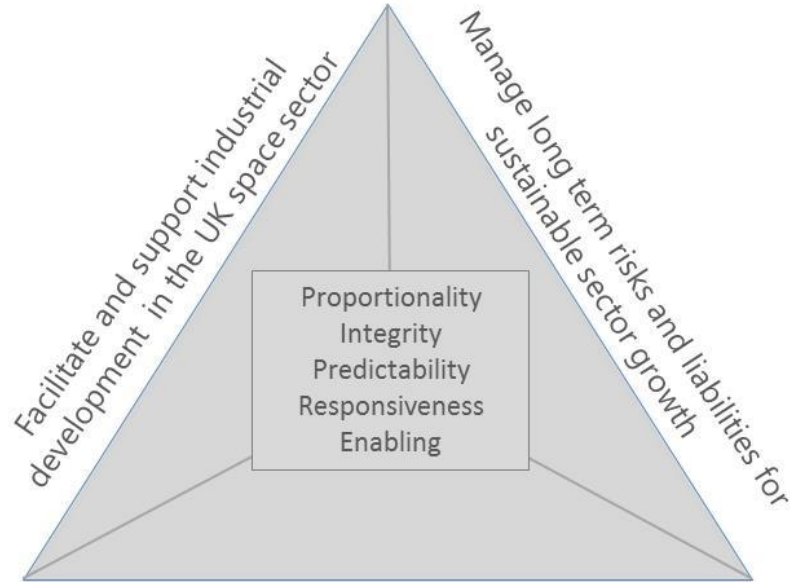 Facilitate and support industrial
development in the UK space sector
Manage long term risks and liabilities for
sustainable sector growth
Proportionality
Integrity
Predictability
Responsiveness
Enabling